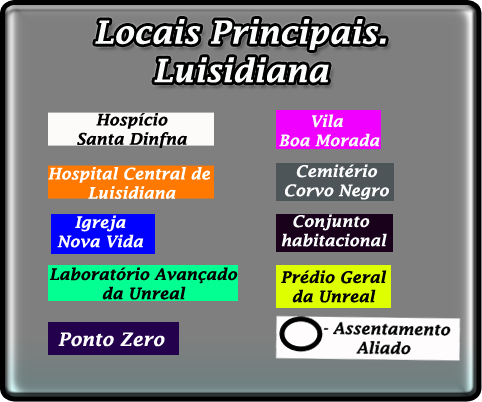 Locais Principais.
Luisidiana
Hospício
Santa Dinfna
Hospital Central de
Luisidiana
Igreja
Nova Vida
Laboratório Avançado
da Unreal
Ponto Zero
Vila
Boa Morada
Cemitério
Corvo Negro
Conjunto
habitacional
Prédio Geral
da Unreal
- Assentamento
Aliado